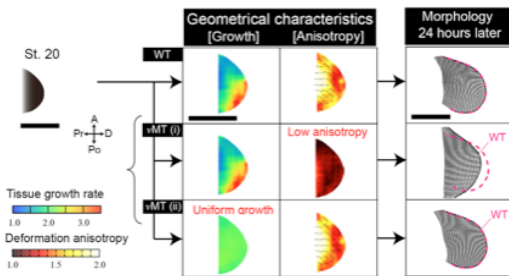 Geometrical characteristics
[Growth]
[Anisotropy]
Morphology
24 hours later
St. 20
WT
A
Pr
D
Po
vMT (i)
Low anisotropy
WT
Tissue growth rate
1.0
2.0
3.0
vMT (ii)
Uniform growth
WT
Deformation anisotropy
1.0
1.5
2.0